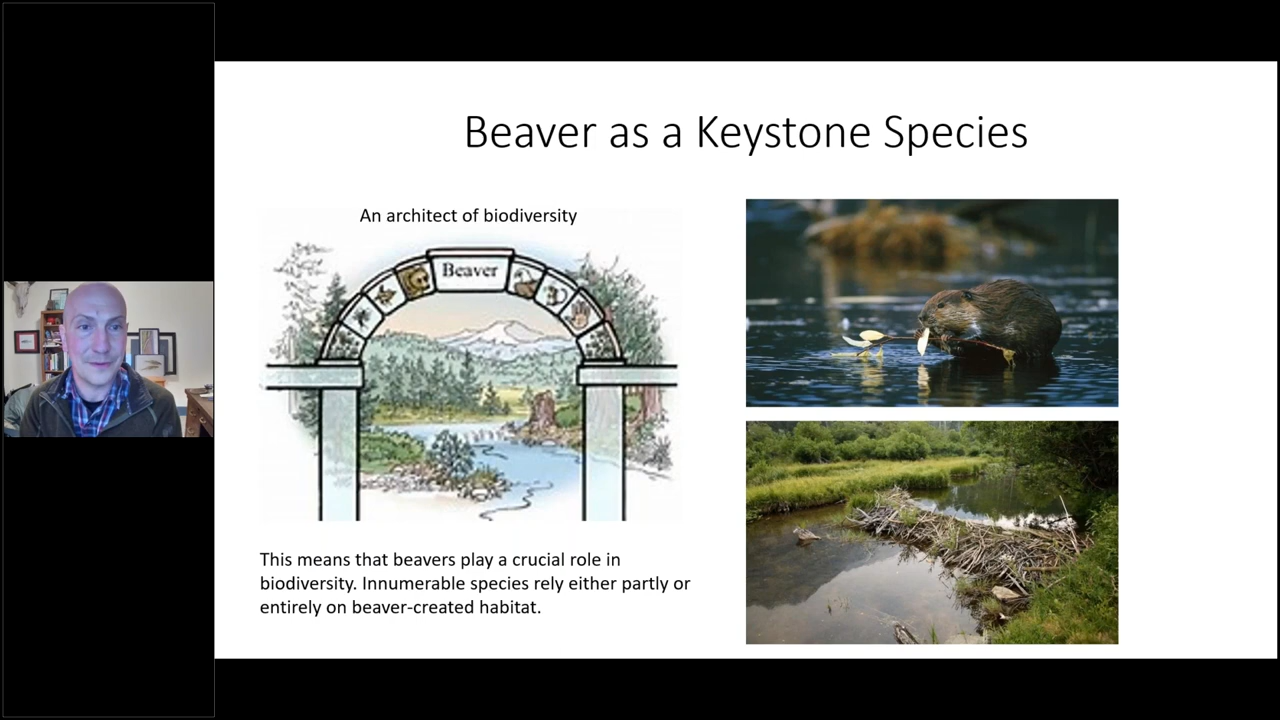 Beaver as a Keystone Species
An architect of biodiversity
Beaver
This means that beavers play a crucial role in
biodiversity. Innumerable species rely either partly or
entirely on beaver-created habitat.